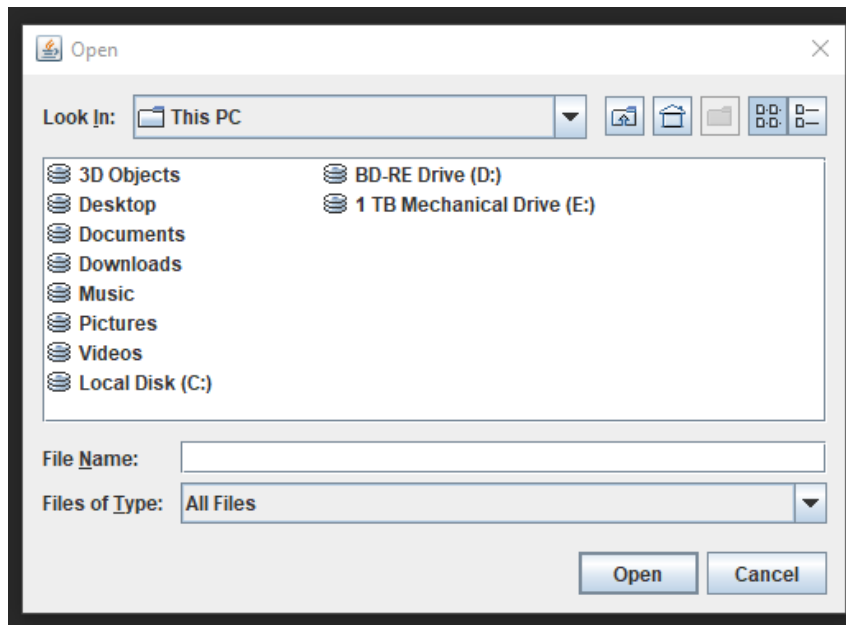 Open
Look In: This PC
3D Objects
Desktop
Documents
Downloads
Music
Pictures
Videos
Local Disk (C:)
BD-RE Drive (D:)
1 TB Mechanical Drive (E:)
File Name:
Files of Type: All Files
Open Cancel